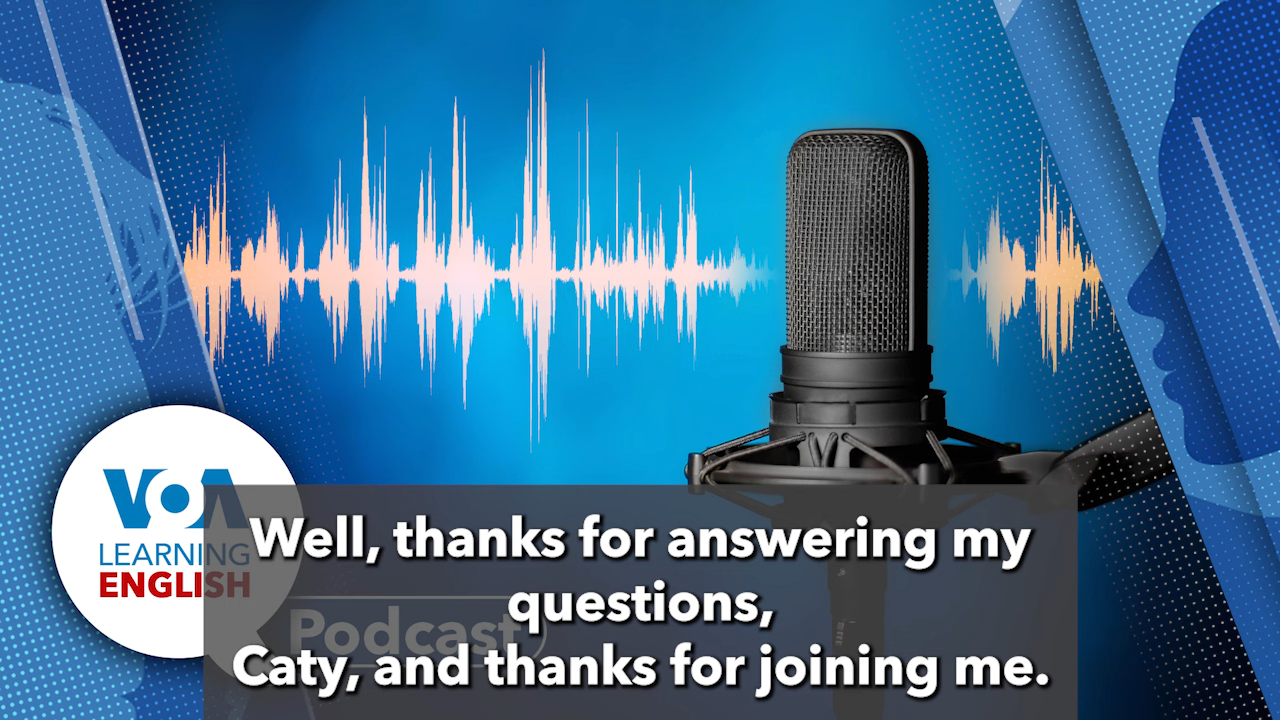 VOA
LEARNING
ENGLISH
Podcast
Well, thanks for answering my
questions,
Caty, and thanks for joining me.